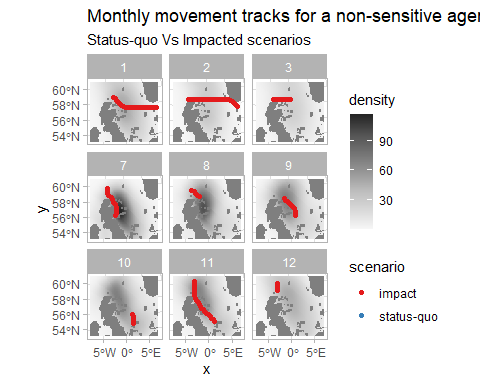 Monthly movement tracks for a non-sensitive agen
Status-quo Vs Impacted scenarios
1 2 3
60°N
58°N
56°N
54°N
7 8 9
60°N
58°N
56°N
54°N
10 11 12
60°N
58°N
56°N
54°N
5°W 0° 5°E 5°W 0° 5°E 5°W 0° 5°E
x
y
density
90
60
30
scenario
impact
status-quo